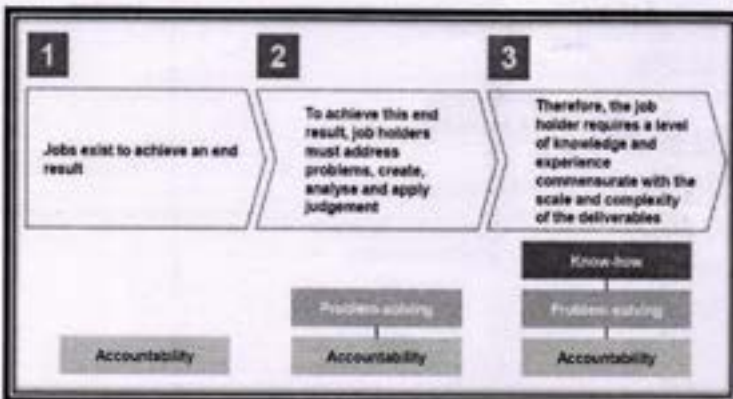 1
Jobs exist to achieve an end
result
2
To achieve this end
result, job holders
must address
problems, create,
analyse and apply
judgement
3
Therefore, the job
holder requires a level
of knowledge and
experience
commensurate with the
scale and complexity
of the deliverables
Accountability
Problem-solving
Accountability
Know-how
Problem-solving
Accountability